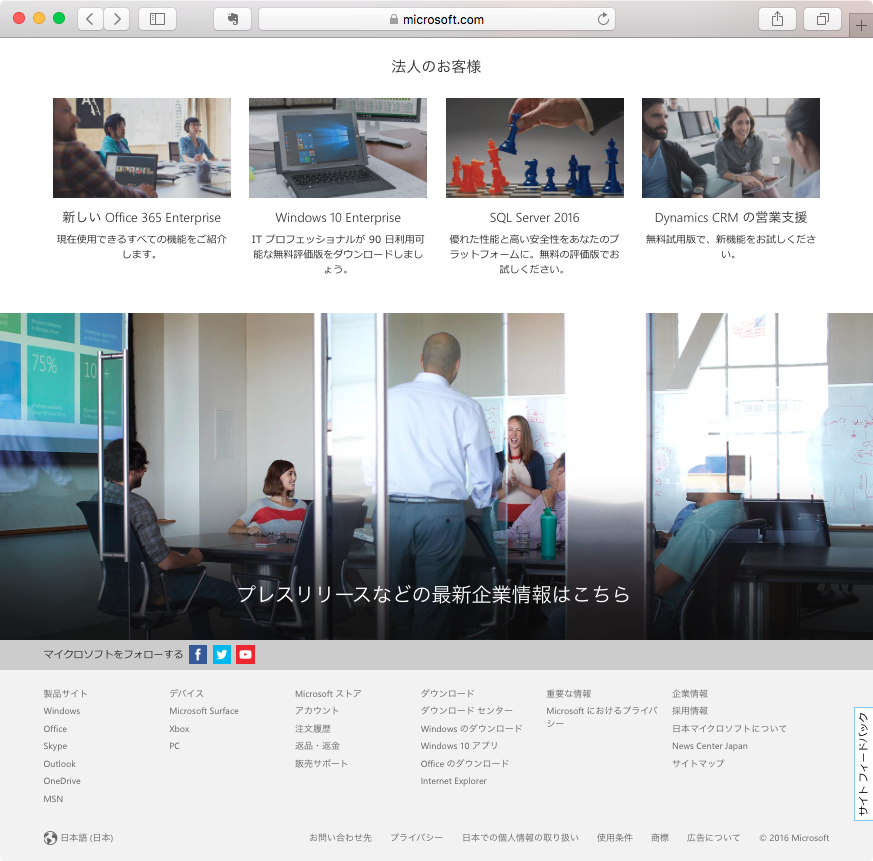 microsoft.com
法人のお客様
新しい Office 365 Enterprise
現在使用できるすべての機能をご紹介
します。
Windows 10 Enterprise
IT プロフェッショナルが 90 日利用可
能な無料評価版をダウンロードしまし
ょう。
SQL Server 2016
優れた性能と高い安全性をあなたのプ
ラットフォームに。無料の評価版でお
試しください。
Dynamics CRM の営業支援
無料試用版で、新機能をお試しくださ
い。
75%
10+
プレスリリースなどの最新企業情報はこちら
マイクロソフトをフォローする
製品サイト
Windows
Office
Skype
Outlook
OneDrive
MSN
デバイス
Microsoft Surface
Xbox
PC
Microsoft ストア
アカウント
注文履歴
返品・返金
販売サポート
ダウンロード
ダウンロード センター
Windows のダウンロード
Windows 10 アプリ
Office のダウンロード
Internet Explorer
重要な情報
Microsoft におけるプライバ
シー
企業情報
採用情報
日本マイクロソフトについて
News Center Japan
サイトマップ
サイト フィードバック
日本語 (日本)
お問い合わせ先
プライバシー
日本での個人情報の取り扱い
使用条件
商標
広告について
© 2016 Microsoft